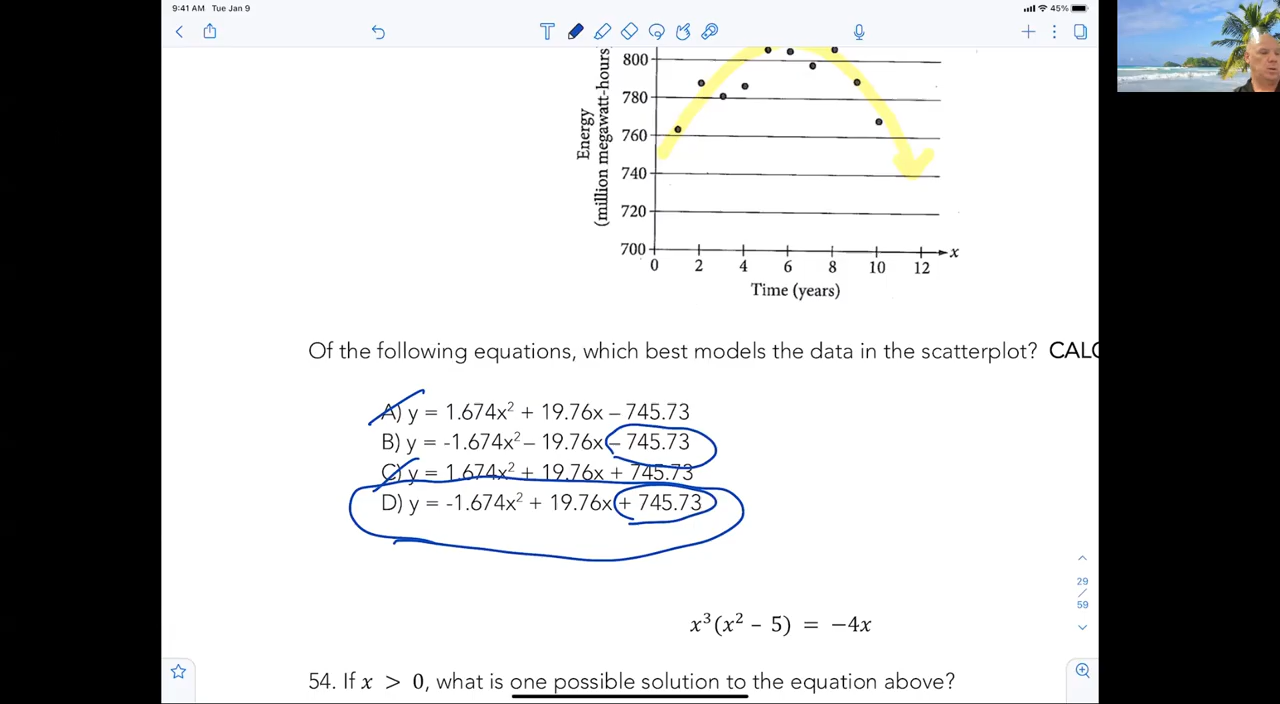 9:41 AM Tue Jan 9
45%
T
800
780
760
740
720
700
0 2 4 6 8 10 12
x
Energy
(million megawatt-hours
Time (years)
Of the following equations, which best models the data in the scatterplot? CALC
A) y = 1.674x² + 19.76x – 745.73
B) y = -1.674x² – 19.76x – 745.73
C) y = 1.674x² + 19.76x + 745.73
D) y = -1.674x² + 19.76x + 745.73
29
/
59
x³(x² – 5) = −4x
54. If x > 0, what is one possible solution to the equation above?